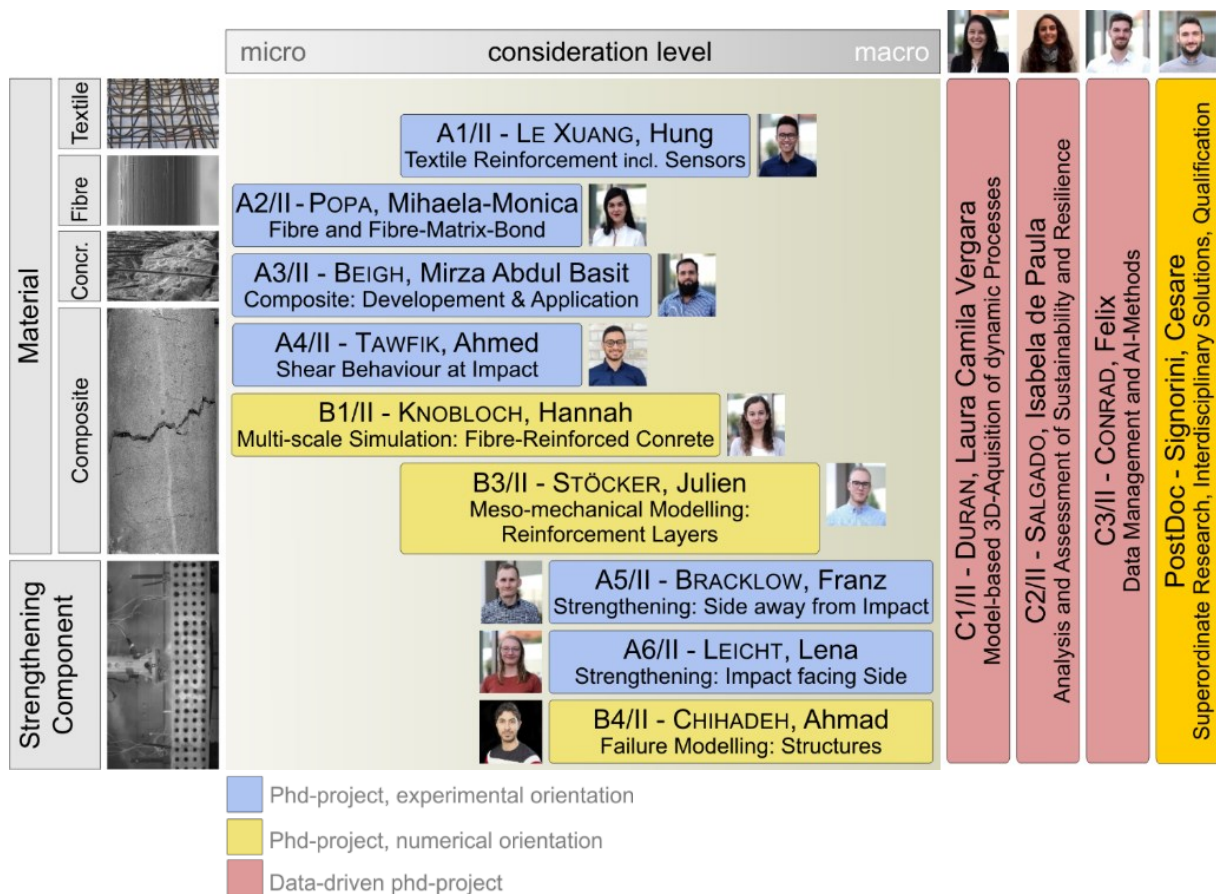 micro
consideration level
macro
Material
Textile
Fibre
Concr.
Composite
Strengthening
Component
A1/II - LE XUANG, Hung
Textile Reinforcement incl. Sensors
A2/II - POPA, Mihaela-Monica
Fibre and Fibre-Matrix-Bond
A3/II - BEIGH, Mirza Abdul Basit
Composite: Developement & Application
A4/II - TAWFIK, Ahmed
Shear Behaviour at Impact
B1/II - KNOBLOCH, Hannah
Multi-scale Simulation: Fibre-Reinforced Conrete
B3/II - STÖCKER, Julien
Meso-mechanical Modelling:
Reinforcement Layers
A5/II - BRACKLOW, Franz
Strengthening: Side away from Impact
A6/II - LEICHT, Lena
Strengthening: Impact facing Side
B4/II - CHIHADEH, Ahmad
Failure Modelling: Structures
C1/II - DURAN, Laura Camila Vergara
Model-based 3D-Aquisition of dynamic Processes
C2/II - SALGADO, Isabela de Paula
Analysis and Assessment of Sustainability and Resilience
C3/II - CONRAD, Felix
Data Management and AI-Methods
PostDoc - Signorini, Cesare
Superordinate Research, Interdisciplinary Solutions, Qualification
Phd-project, experimental orientation
Phd-project, numerical orientation
Data-driven phd-project